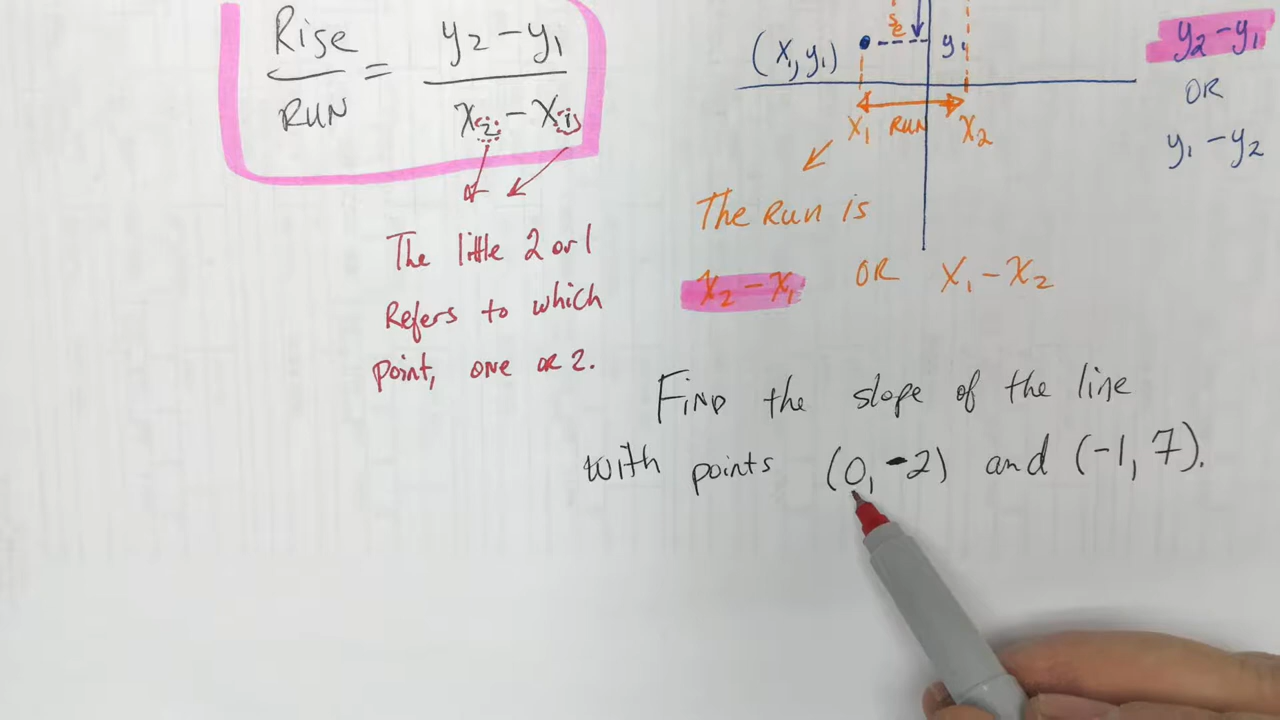 Rise
RUN
=
y2 - y1
x2 - x1
The little 2 or 1
Refers to which
point, one or 2.
(x1, y1)
y1
x1 RUN x2
The Run is
x2 - x1 OR x1 - x2
y2 - y1
OR
y1 - y2
FIND the slope of the line
with points (0, -2) and (-1, 7).